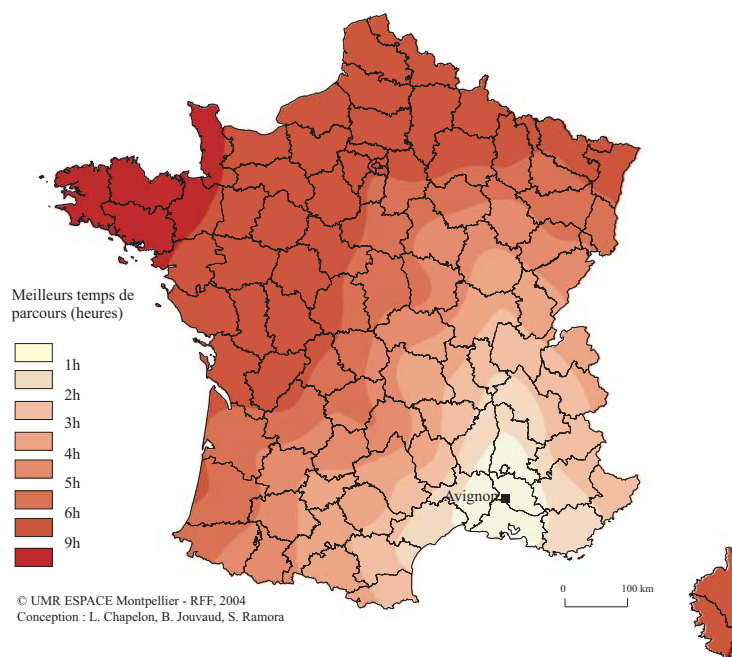 Meilleurs temps de
parcours (heures)
1h
2h
3h
4h
5h
6h
9h
Avignon
0 100 km
© UMR ESPACE Montpellier - RFF, 2004
Conception : L. Chapelon, B. Jouvaud, S. Ramora